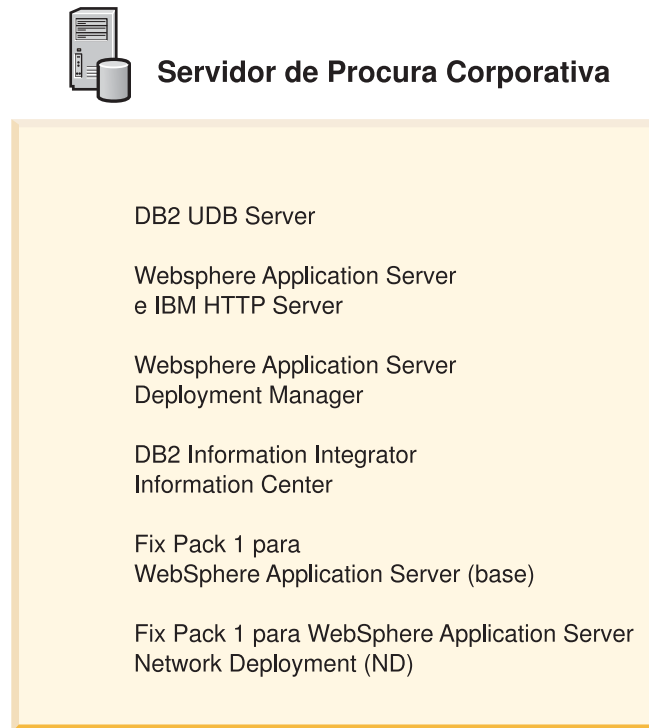 Servidor de Procura Corporativa
DB2 UDB Server
Websphere Application Server
e IBM HTTP Server
Websphere Application Server
Deployment Manager
DB2 Information Integrator
Information Center
Fix Pack 1 para
WebSphere Application Server (base)
Fix Pack 1 para WebSphere Application Server
Network Deployment (ND)